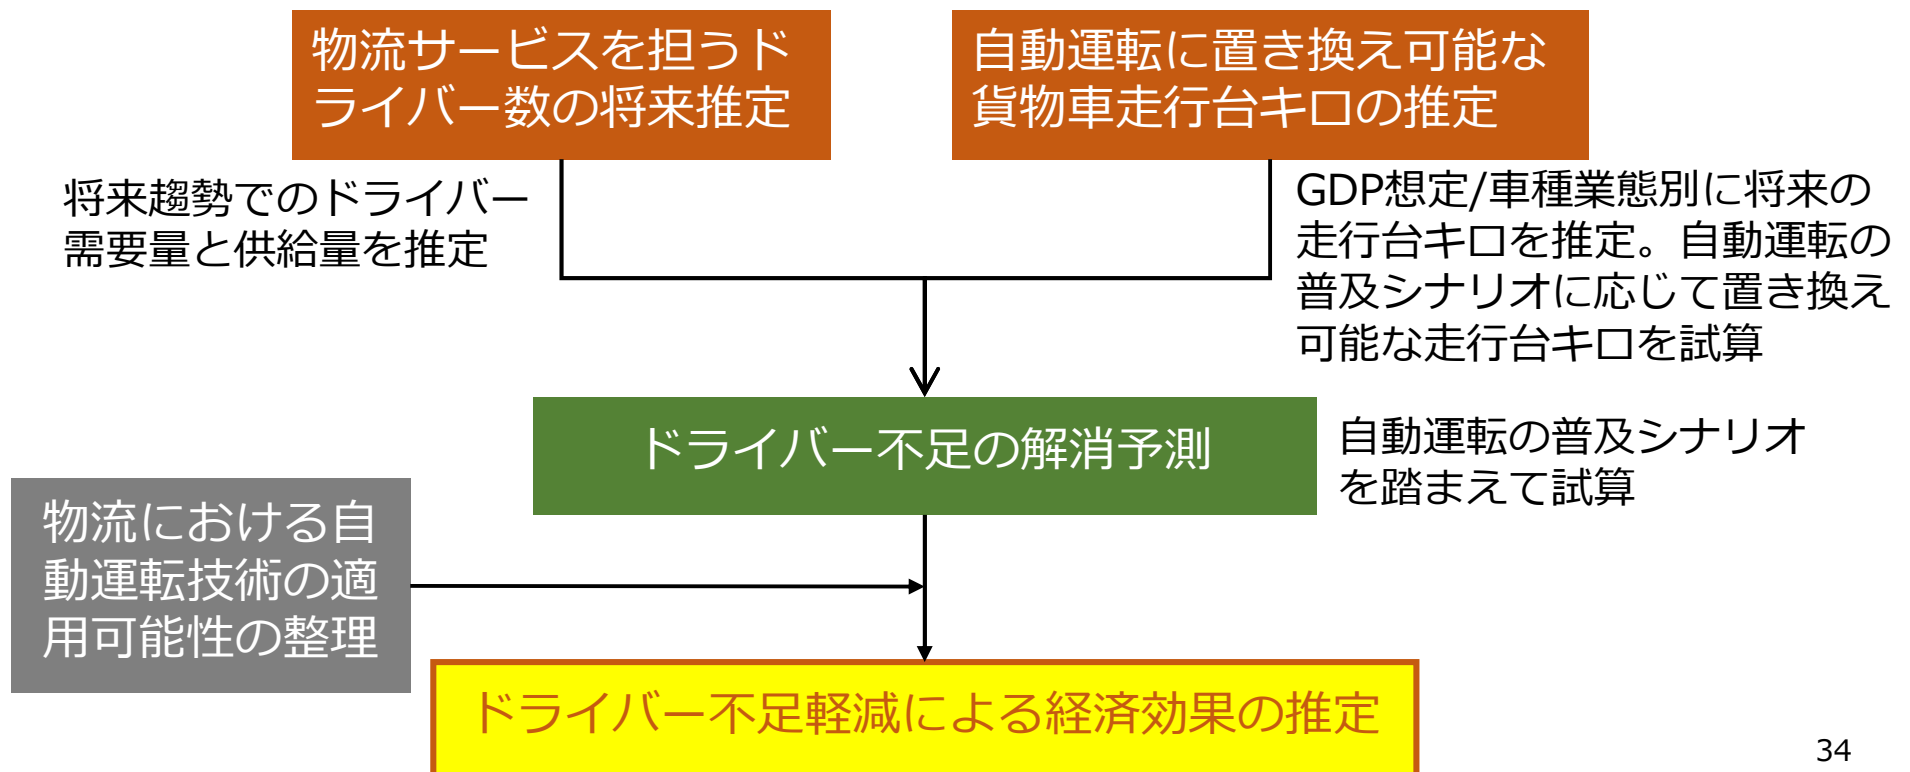 物流サービスを担うド
ライバー数の将来推定
自動運転に置き換え可能な
貨物車走行台キロの推定
将来趨勢でのドライバー
需要量と供給量を推定
GDP想定/車種業態別に将来の
走行台キロを推定。自動運転の
普及シナリオに応じて置き換え
可能な走行台キロを試算
ドライバー不足の解消予測
自動運転の普及シナリオ
を踏まえて試算
物流における自
動運転技術の適
用可能性の整理
ドライバー不足軽減による経済効果の推定
34